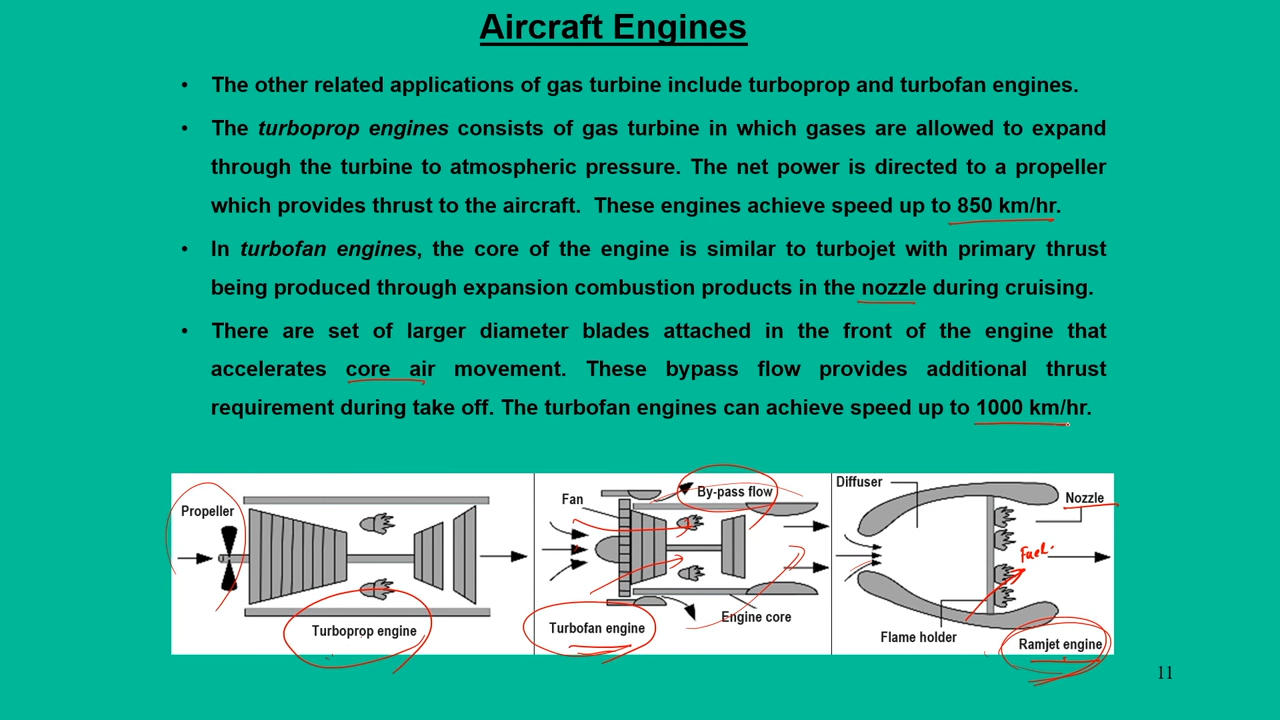 Aircraft Engines
• The other related applications of gas turbine include turboprop and turbofan engines.
• The turboprop engines consists of gas turbine in which gases are allowed to expand
through the turbine to atmospheric pressure. The net power is directed to a propeller
which provides thrust to the aircraft. These engines achieve speed up to 850 km/hr.
• In turbofan engines, the core of the engine is similar to turbojet with primary thrust
being produced through expansion combustion products in the nozzle during cruising.
• There are set of larger diameter blades attached in the front of the engine that
accelerates core air movement. These bypass flow provides additional thrust
requirement during take off. The turbofan engines can achieve speed up to 1000 km/hr.
Propeller
Turboprop engine
Fan
By-pass flow
Engine core
Turbofan engine
Diffuser
Nozzle
Fuel.
Flame holder
Ramjet engine
11